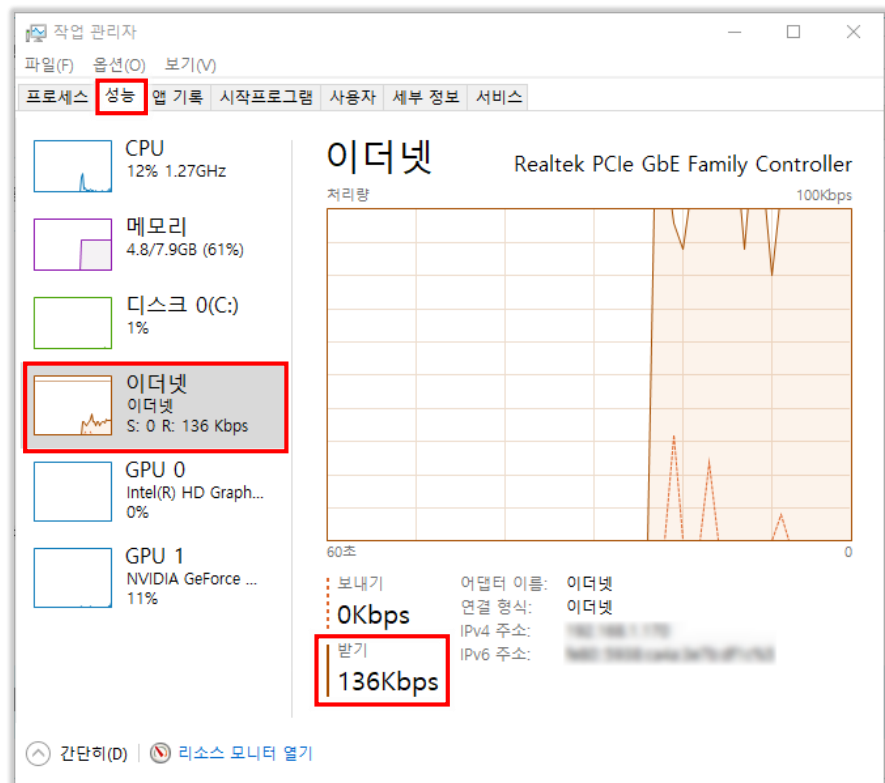 작업 관리자
파일(F) 옵션(O) 보기(V)
프로세스 성능 앱 기록 시작프로그램 사용자 세부 정보 서비스
CPU
12% 1.27GHz
메모리
4.8/7.9GB (61%)
디스크 0(C:)
1%
이더넷
이더넷
S: 0 R: 136 Kbps
GPU 0
Intel(R) HD Graph...
0%
GPU 1
NVIDIA GeForce ...
11%
이더넷 Realtek PCIe GbE Family Controller
처리량 100Kbps
60초 0
보내기
0Kbps
받기
136Kbps
어댑터 이름: 이더넷
연결 형식: 이더넷
IPv4 주소:
IPv6 주소:
간단히(D) 리소스 모니터 열기